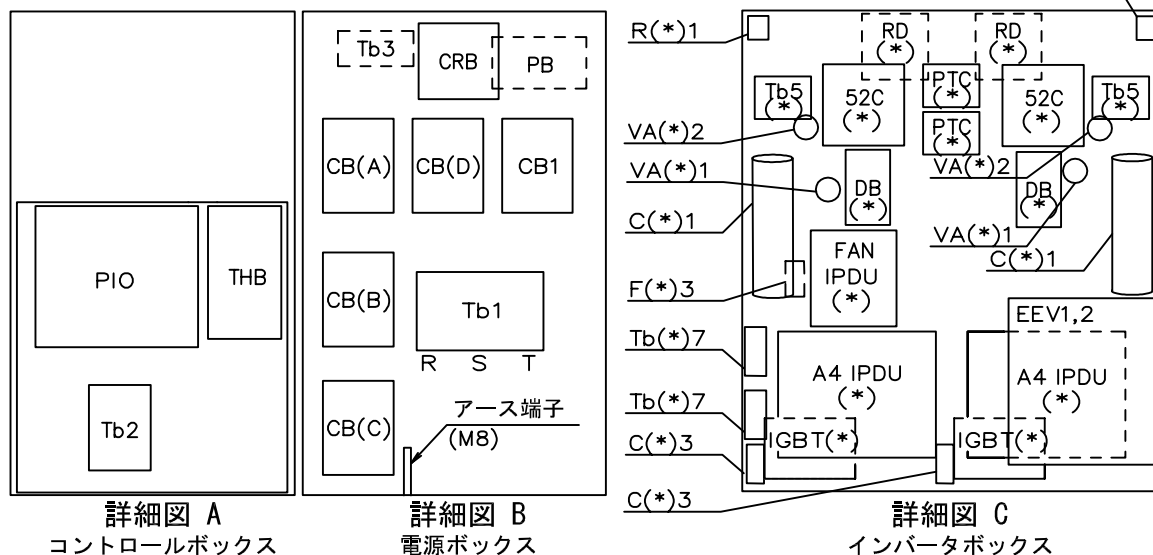 PIO
THB
Tb2
詳細図 A
コントロールボックス
Tb3
CRB
PB
CB(A)
CB(D)
CB1
CB(B)
Tb1
R S T
CB(C)
アース端子
(M8)
詳細図 B
電源ボックス
R(*)1
RD
(*)
RD
(*)
Tb5
(*)
52C
(*)
PTC
(*)
PTC
(*)
52C
(*)
Tb5
(*)
VA(*)2
VA(*)2
VA(*)1
DB
(*)
DB
(*)
C(*)1
VA(*)1
C(*)1
FAN
IPDU
(*)
F(*)3
EEV1,2
Tb(*)7
A4 IPDU
(*)
A4 IPDU
(*)
Tb(*)7
IGBT(*)
IGBT(*)
C(*)3
C(*)3
詳細図 C
インバータボックス